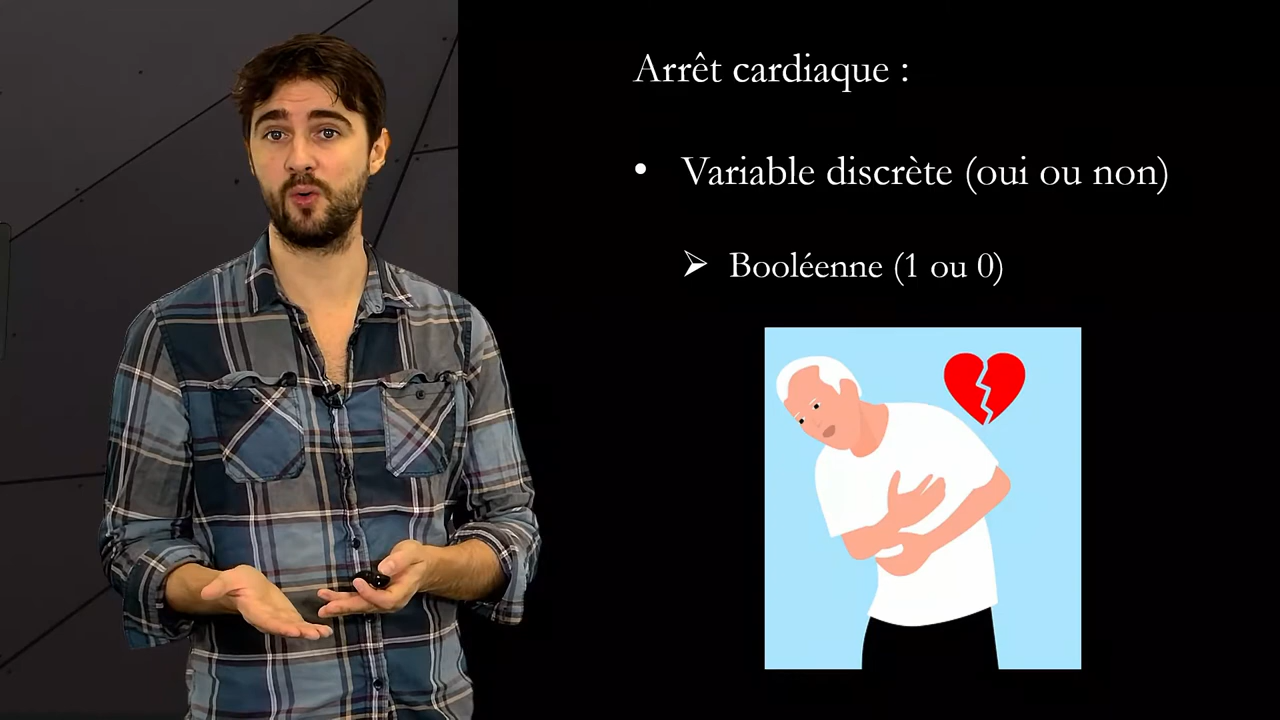 Arrêt cardiaque :
• Variable discrète (oui ou non)
➢ Booléenne (1 ou 0)